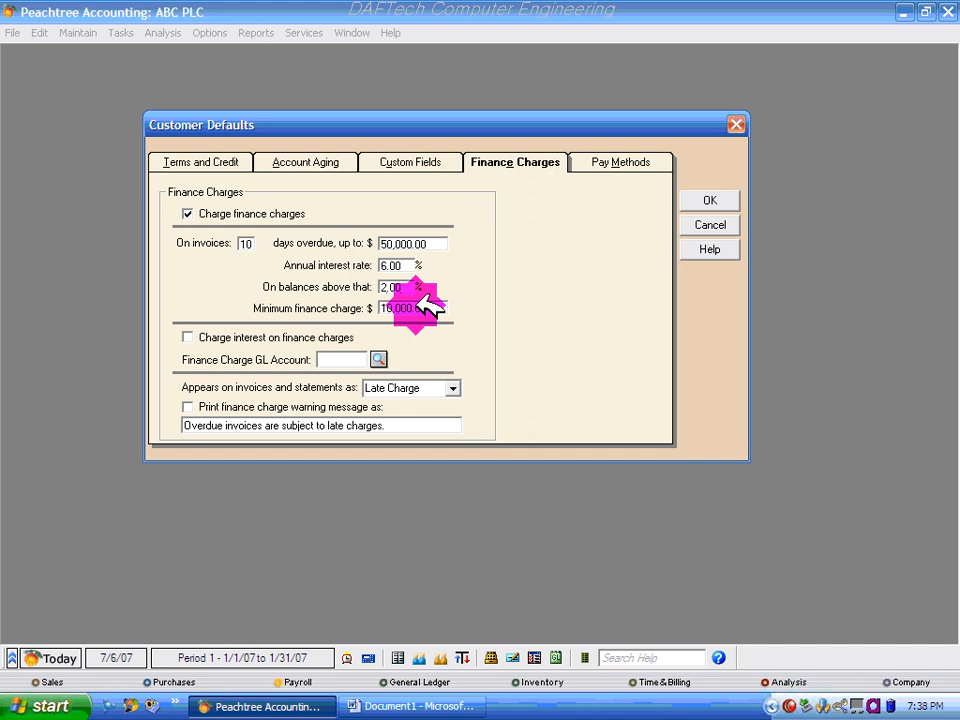 DAFTech Computer Engineering
Peachtree Accounting: ABC PLC
File Edit Maintain Tasks Analysis Options Reports Services Window Help
Customer Defaults
Terms and Credit Account Aging Custom Fields Finance Charges Pay Methods
Finance Charges
Charge finance charges
On invoices: 10 days overdue, up to: $ 50,000.00
Annual interest rate: 6.00 %
On balances above that: 2.00 %
Minimum finance charge: $
Charge interest on finance charges
Finance Charge GL Account:
Appears on invoices and statements as: Late Charge
Print finance charge warning message as:
Overdue invoices are subject to late charges.
OK
Cancel
Help
Today 7/6/07 Period 1 - 1/1/07 to 1/31/07 Search Help
Sales Purchases Payroll General Ledger Inventory Time & Billing Analysis Company
start Peachtree Accountin... Document1 - Microsof... 7:38 PM